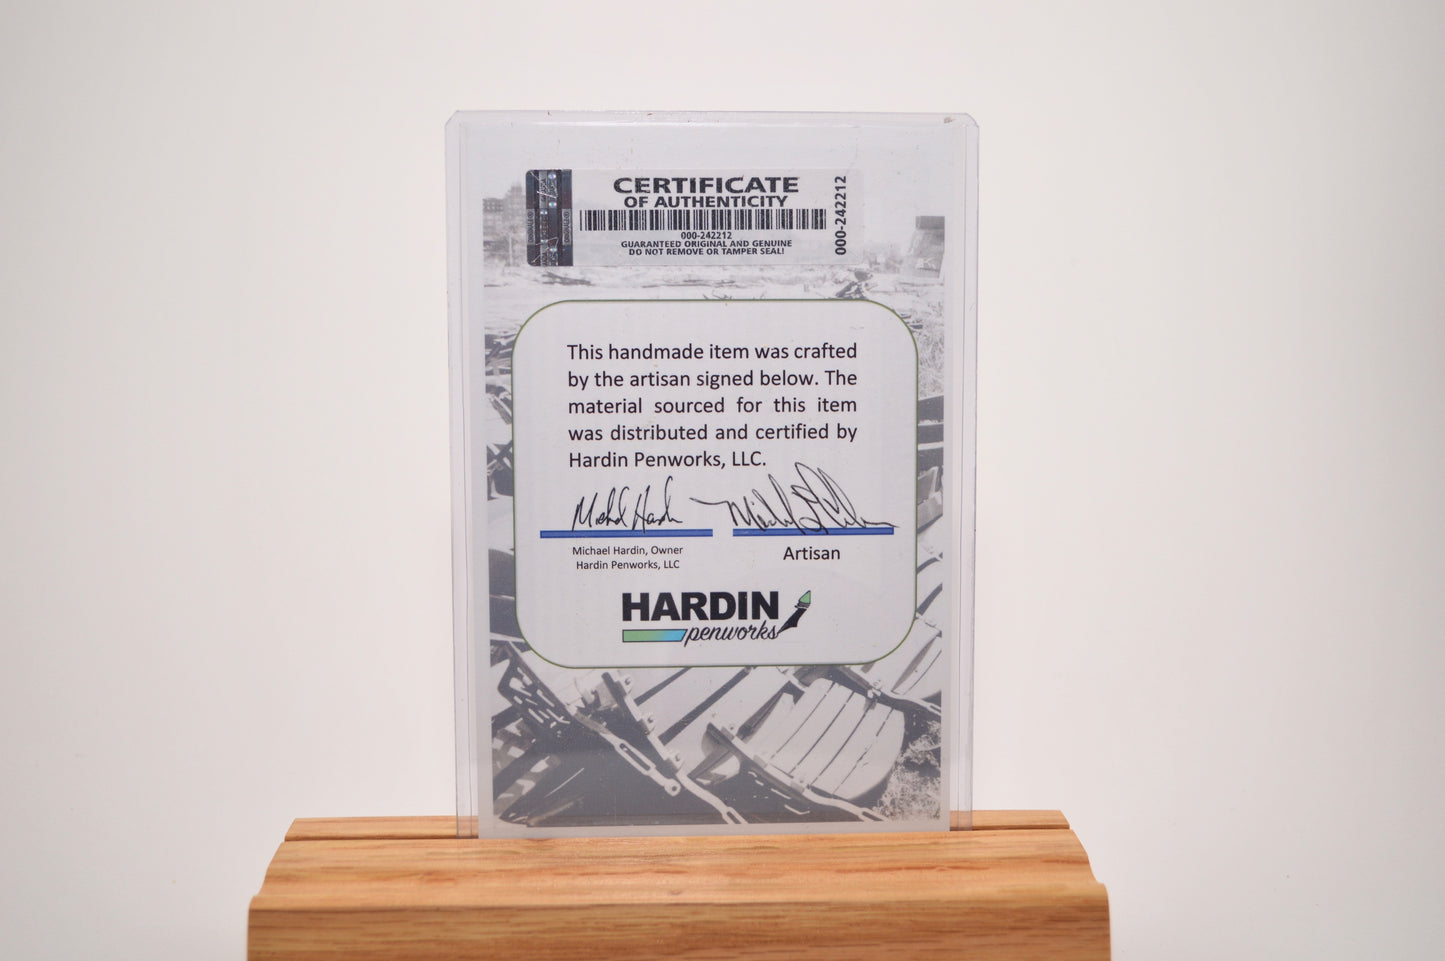 CERTIFICATE
OF AUTHENTICITY
000-242212
GUARANTEED ORIGINAL AND GENUINE
DO NOT REMOVE OR TAMPER SEAL!
000-242212
This handmade item was crafted
by the artisan signed below. The
material sourced for this item
was distributed and certified by
Hardin Penworks, LLC.
Michael Hardin, Owner
Hardin Penworks, LLC
Artisan
HARDIN
penworks